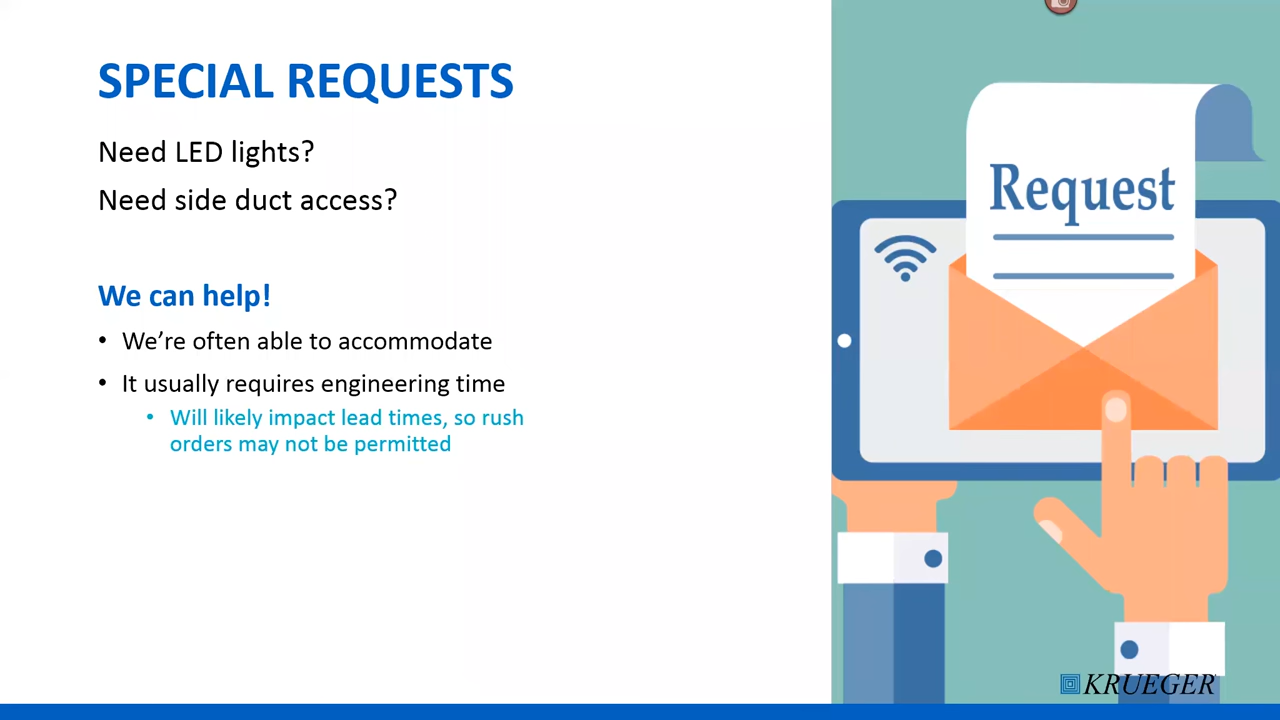 SPECIAL REQUESTS
Need LED lights?
Need side duct access?
We can help!
• We’re often able to accommodate
• It usually requires engineering time
• Will likely impact lead times, so rush
orders may not be permitted
Request
KRUEGER